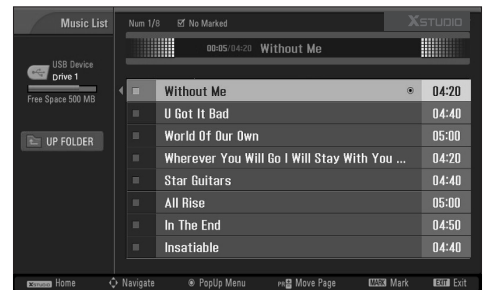 Music List
Num 1/8 No Marked
XSTUDIO
00:05/04:20 Without Me
USB Device
Drive 1
Free Space 500 MB
UP FOLDER
Without Me 04:20
U Got It Bad 04:40
World Of Our Own 05:00
Wherever You Will Go I Will Stay With You ... 04:20
Star Guitars 04:40
All Rise 05:00
In The End 04:50
Insatiable 04:40
XSTUDIO Home Navigate PopUp Menu PR Move Page MARK Mark EXIT Exit